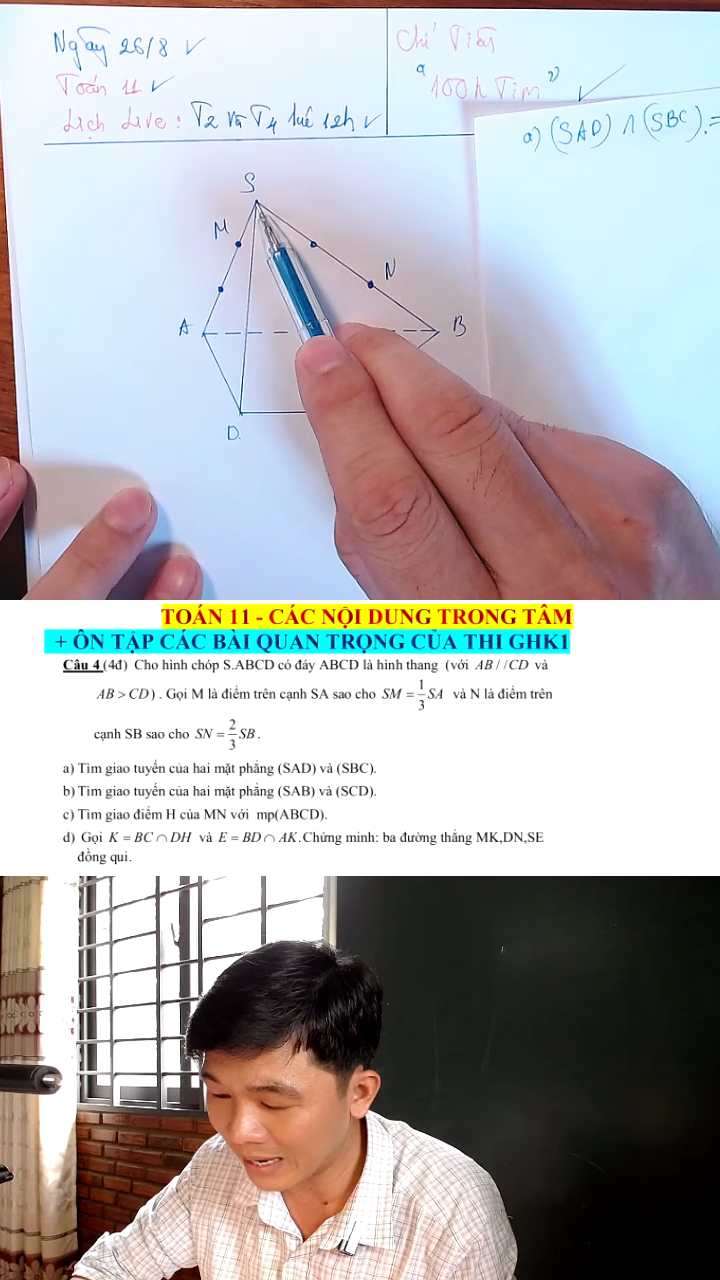 Ngày 26/8 ✓
Toán 11 ✓
Lịch Live: T2 và T4 lúc 12h ✓
Chỉ Tiêu
"100k Tim"
a) (SAD) ∩ (SBC) =
S
M
N
A
B
D
TOÁN 11 - CÁC NỘI DUNG TRONG TÂM
+ ÔN TẬP CÁC BÀI QUAN TRỌNG CỦA THI GHK1
Câu 4 (4đ) Cho hình chóp S.ABCD có đáy ABCD là hình thang (với AB//CD và
AB > CD). Gọi M là điểm trên cạnh SA sao cho SM = 1/3 SA và N là điểm trên
cạnh SB sao cho SN = 2/3 SB.
a) Tìm giao tuyến của hai mặt phẳng (SAD) và (SBC).
b) Tìm giao tuyến của hai mặt phẳng (SAB) và (SCD).
c) Tìm giao điểm H của MN với mp(ABCD).
d) Gọi K = BC ∩ DH và E = BD ∩ AK.Chứng minh: ba đường thẳng MK,DN,SE
đồng qui.